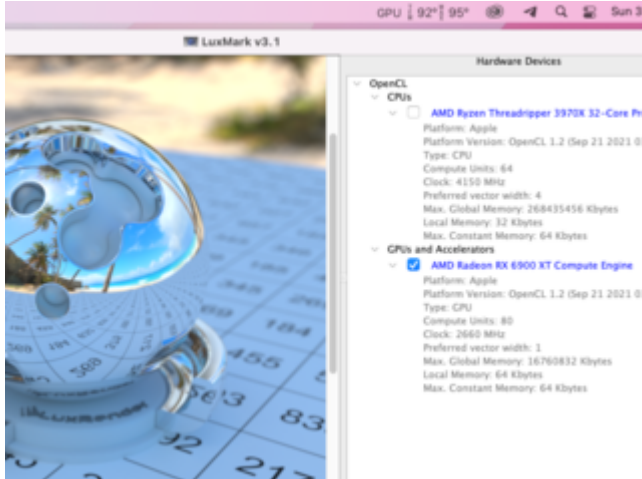 GPU 92° 95° Sun 3
LuxMark v3.1
Hardware Devices
OpenCL
CPUs
AMD Ryzen Threadripper 3970X 32-Core Pr
Platform: Apple
Platform Version: OpenCL 1.2 (Sep 21 2021 0
Type: CPU
Compute Units: 64
Clock: 4150 MHz
Preferred vector width: 4
Max. Global Memory: 268435456 Kbytes
Local Memory: 32 Kbytes
Max. Constant Memory: 64 Kbytes
GPUs and Accelerators
AMD Radeon RX 6900 XT Compute Engine
Platform: Apple
Platform Version: OpenCL 1.2 (Sep 21 2021 0
Type: GPU
Compute Units: 80
Clock: 2660 MHz
Preferred vector width: 1
Max. Global Memory: 16760832 Kbytes
Local Memory: 64 Kbytes
Max. Constant Memory: 64 Kbytes
184
455
83
LuxRender
92
217